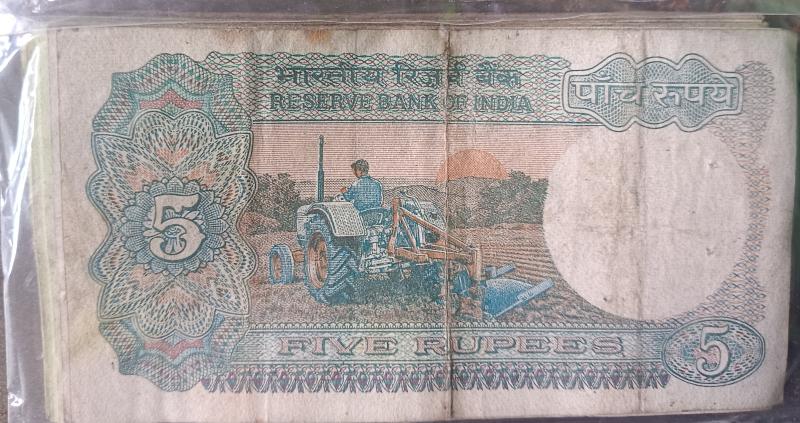 भारतीय रिज़र्व बैंक
पाँच रूपये
RESERVE BANK OF INDIA
5
FIVE RUPEES
5